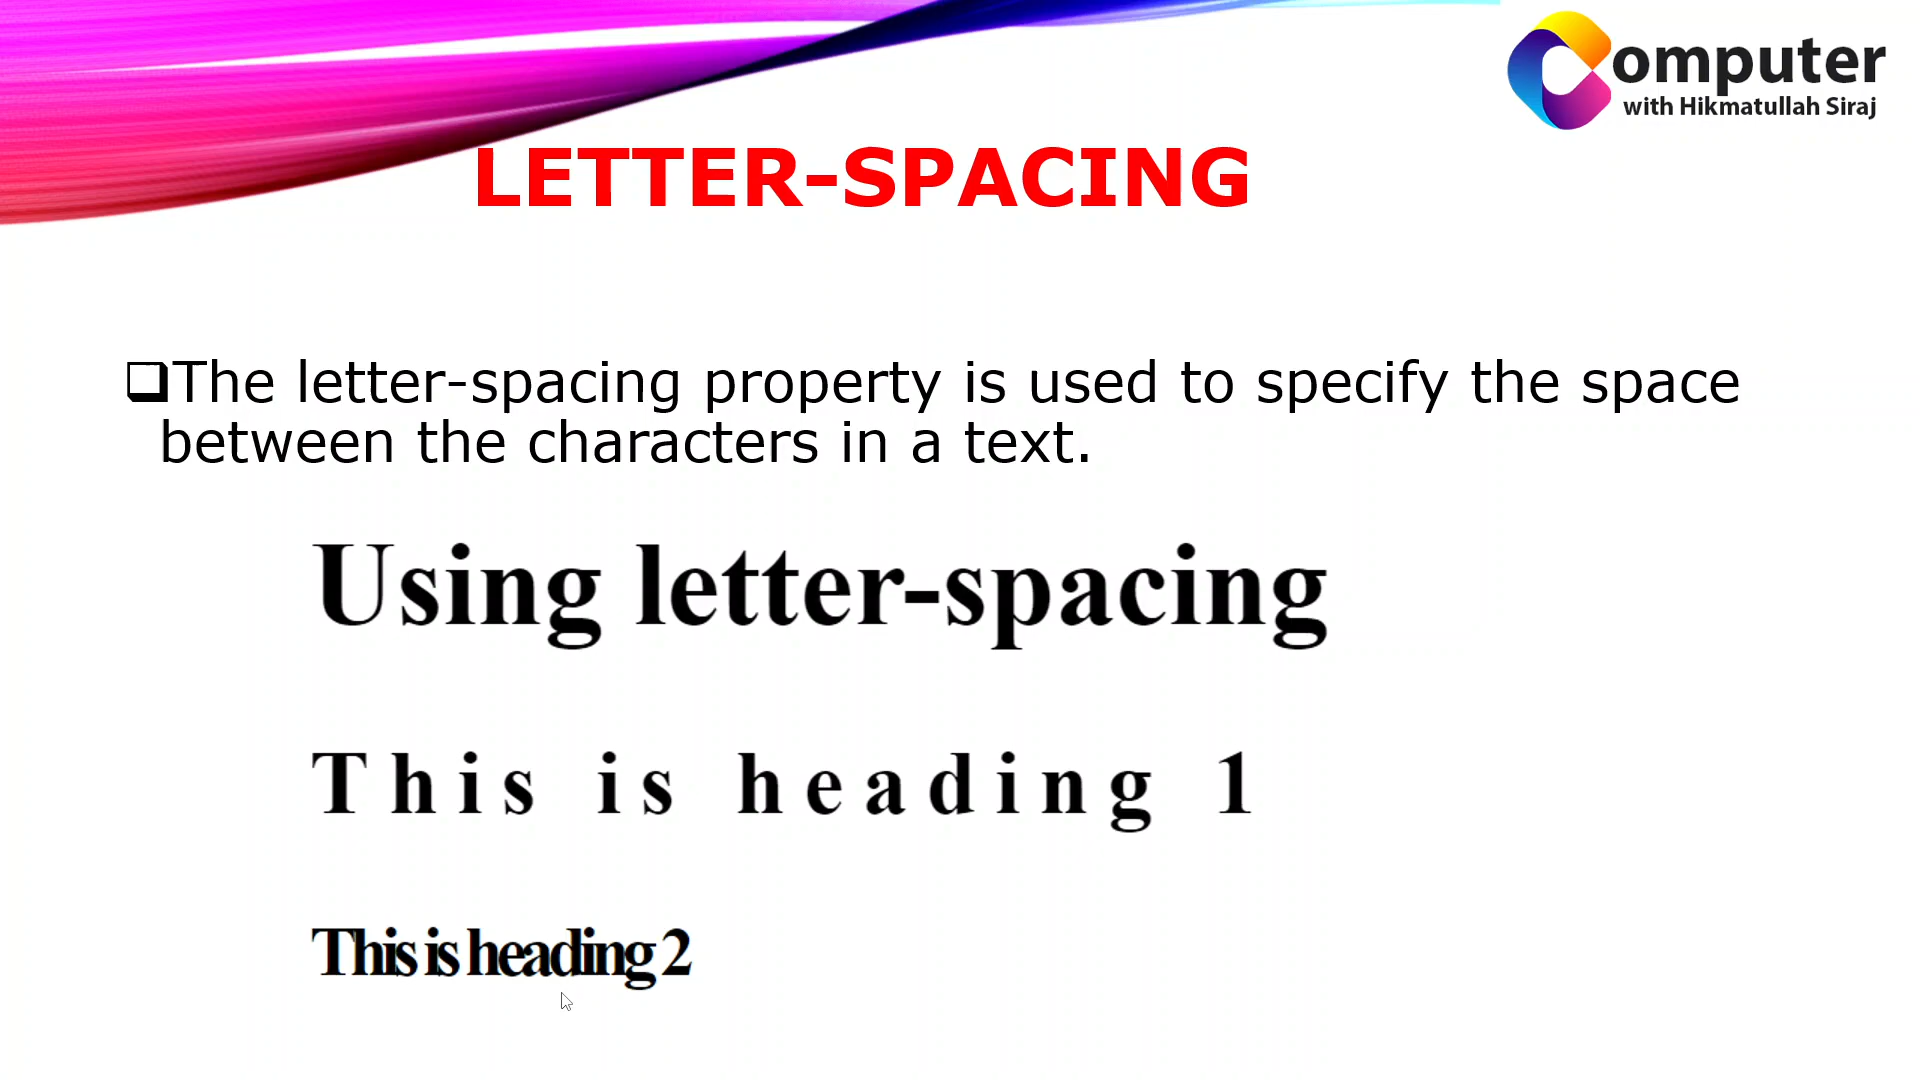 Computer
with Hikmatullah Siraj
LETTER-SPACING
The letter-spacing property is used to specify the space
between the characters in a text.
Using letter-spacing
This is heading 1
This is heading 2